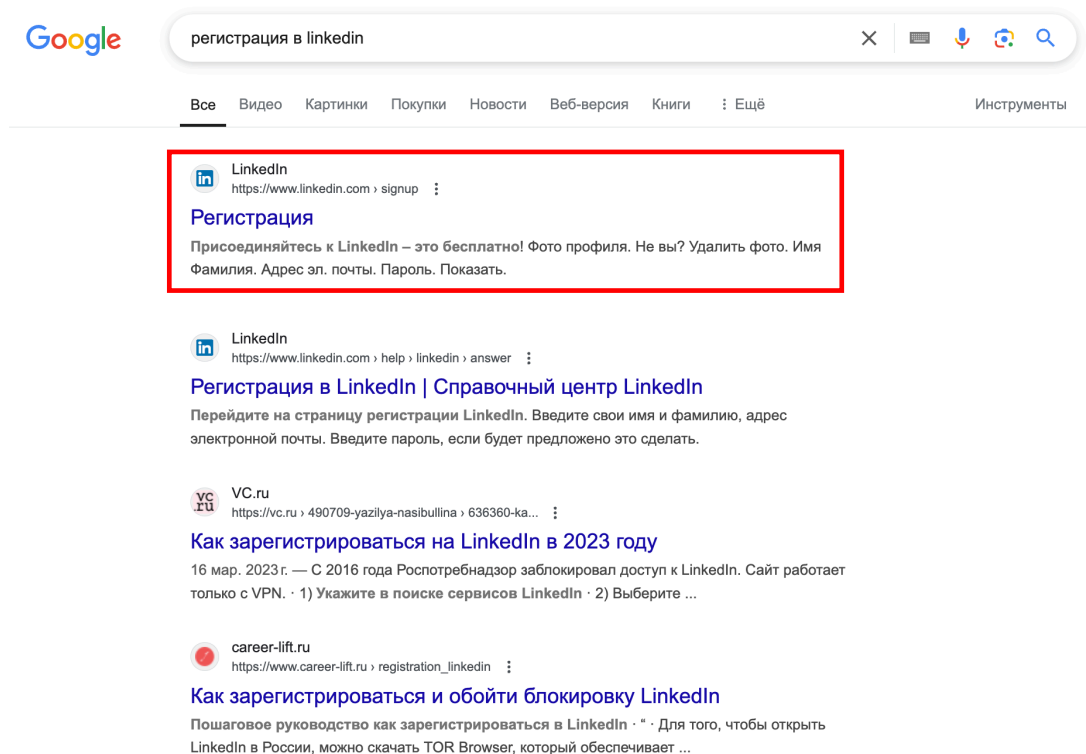 Google
регистрация в linkedin
Все Видео Картинки Покупки Новости Веб-версия Книги Ещё Инструменты
LinkedIn
https://www.linkedin.com › signup
Регистрация
Присоединяйтесь к LinkedIn – это бесплатно! Фото профиля. Не вы? Удалить фото. Имя
Фамилия. Адрес эл. почты. Пароль. Показать.
LinkedIn
https://www.linkedin.com › help › linkedin › answer
Регистрация в LinkedIn | Справочный центр LinkedIn
Перейдите на страницу регистрации LinkedIn. Введите свои имя и фамилию, адрес
электронной почты. Введите пароль, если будет предложено это сделать.
VC.ru
https://vc.ru › 490709-yazilya-nasibullina › 636360-ka...
Как зарегистрироваться на LinkedIn в 2023 году
16 мар. 2023 г. — С 2016 года Роспотребнадзор заблокировал доступ к LinkedIn. Сайт работает
только с VPN. · 1) Укажите в поиске сервисов LinkedIn · 2) Выберите ...
career-lift.ru
https://www.career-lift.ru › registration_linkedin
Как зарегистрироваться и обойти блокировку LinkedIn
Пошаговое руководство как зарегистрироваться в LinkedIn · “ · Для того, чтобы открыть
LinkedIn в России, можно скачать TOR Browser, который обеспечивает ...